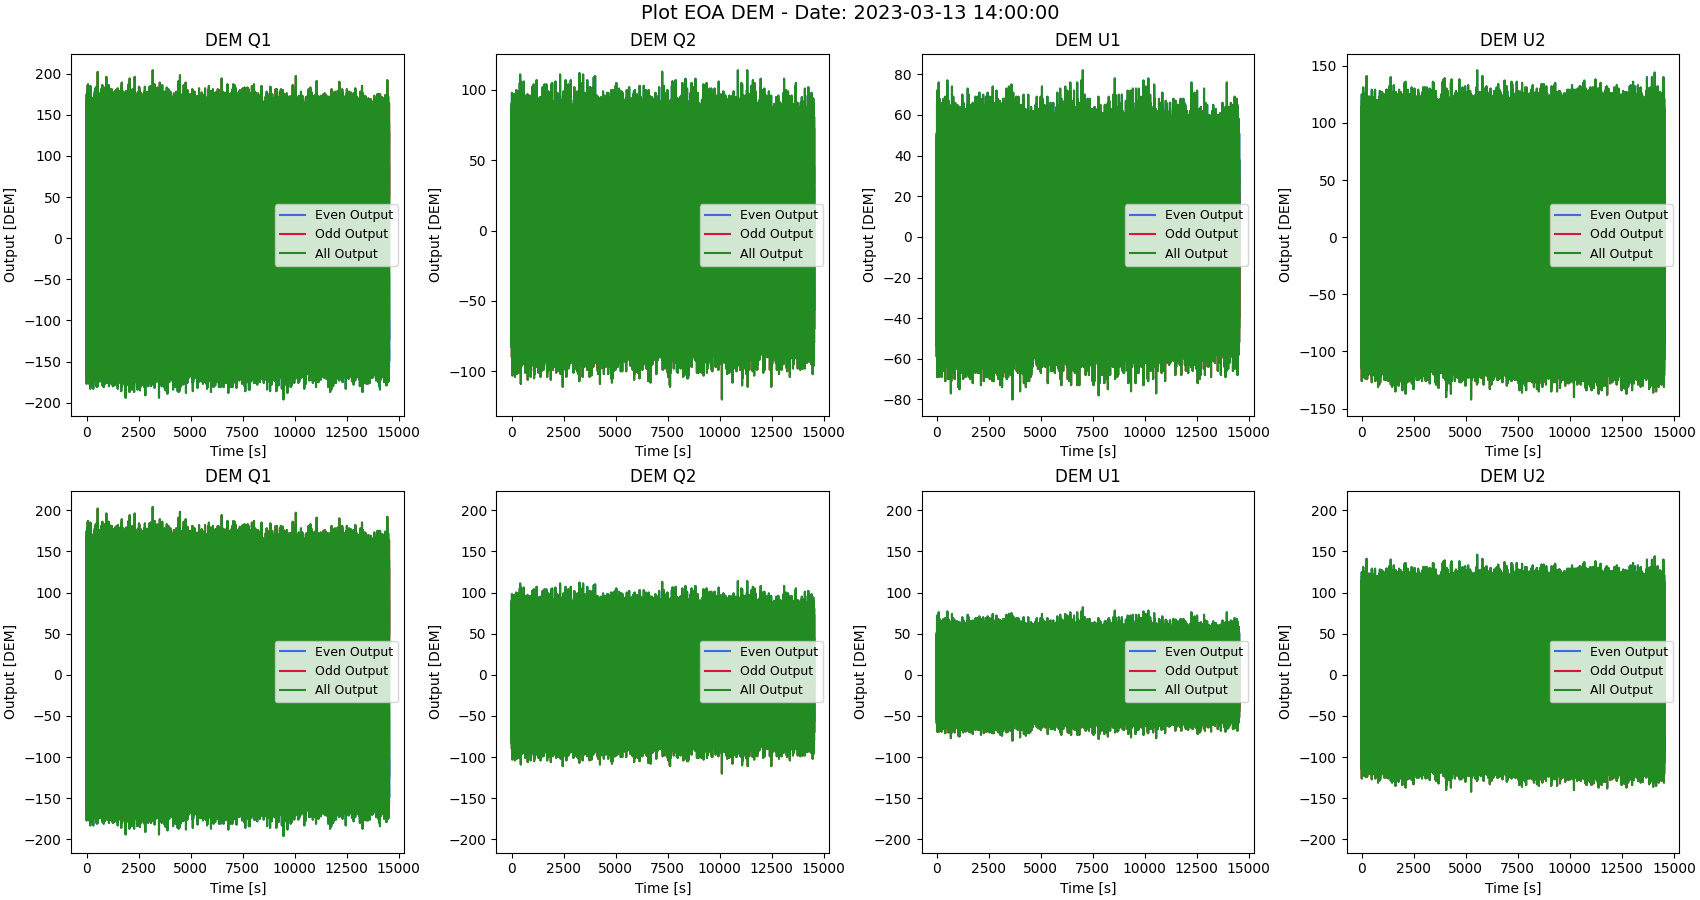 Plot EOA DEM - Date: 2023-03-13 14:00:00
DEM Q1
Output [DEM]
200
150
100
50
0
−50
−100
−150
−200
Even Output
Odd Output
All Output
0 2500 5000 7500 10000 12500 15000
Time [s]
DEM Q2
Output [DEM]
100
50
0
−50
−100
Even Output
Odd Output
All Output
0 2500 5000 7500 10000 12500 15000
Time [s]
DEM U1
Output [DEM]
80
60
40
20
0
−20
−40
−60
−80
Even Output
Odd Output
All Output
0 2500 5000 7500 10000 12500 15000
Time [s]
DEM U2
Output [DEM]
150
100
50
0
−50
−100
−150
Even Output
Odd Output
All Output
0 2500 5000 7500 10000 12500 15000
Time [s]
DEM Q1
Output [DEM]
200
150
100
50
0
−50
−100
−150
−200
Even Output
Odd Output
All Output
0 2500 5000 7500 10000 12500 15000
Time [s]
DEM Q2
Output [DEM]
200
150
100
50
0
−50
−100
−150
−200
Even Output
Odd Output
All Output
0 2500 5000 7500 10000 12500 15000
Time [s]
DEM U1
Output [DEM]
200
150
100
50
0
−50
−100
−150
−200
Even Output
Odd Output
All Output
0 2500 5000 7500 10000 12500 15000
Time [s]
DEM U2
Output [DEM]
200
150
100
50
0
−50
−100
−150
−200
Even Output
Odd Output
All Output
0 2500 5000 7500 10000 12500 15000
Time [s]